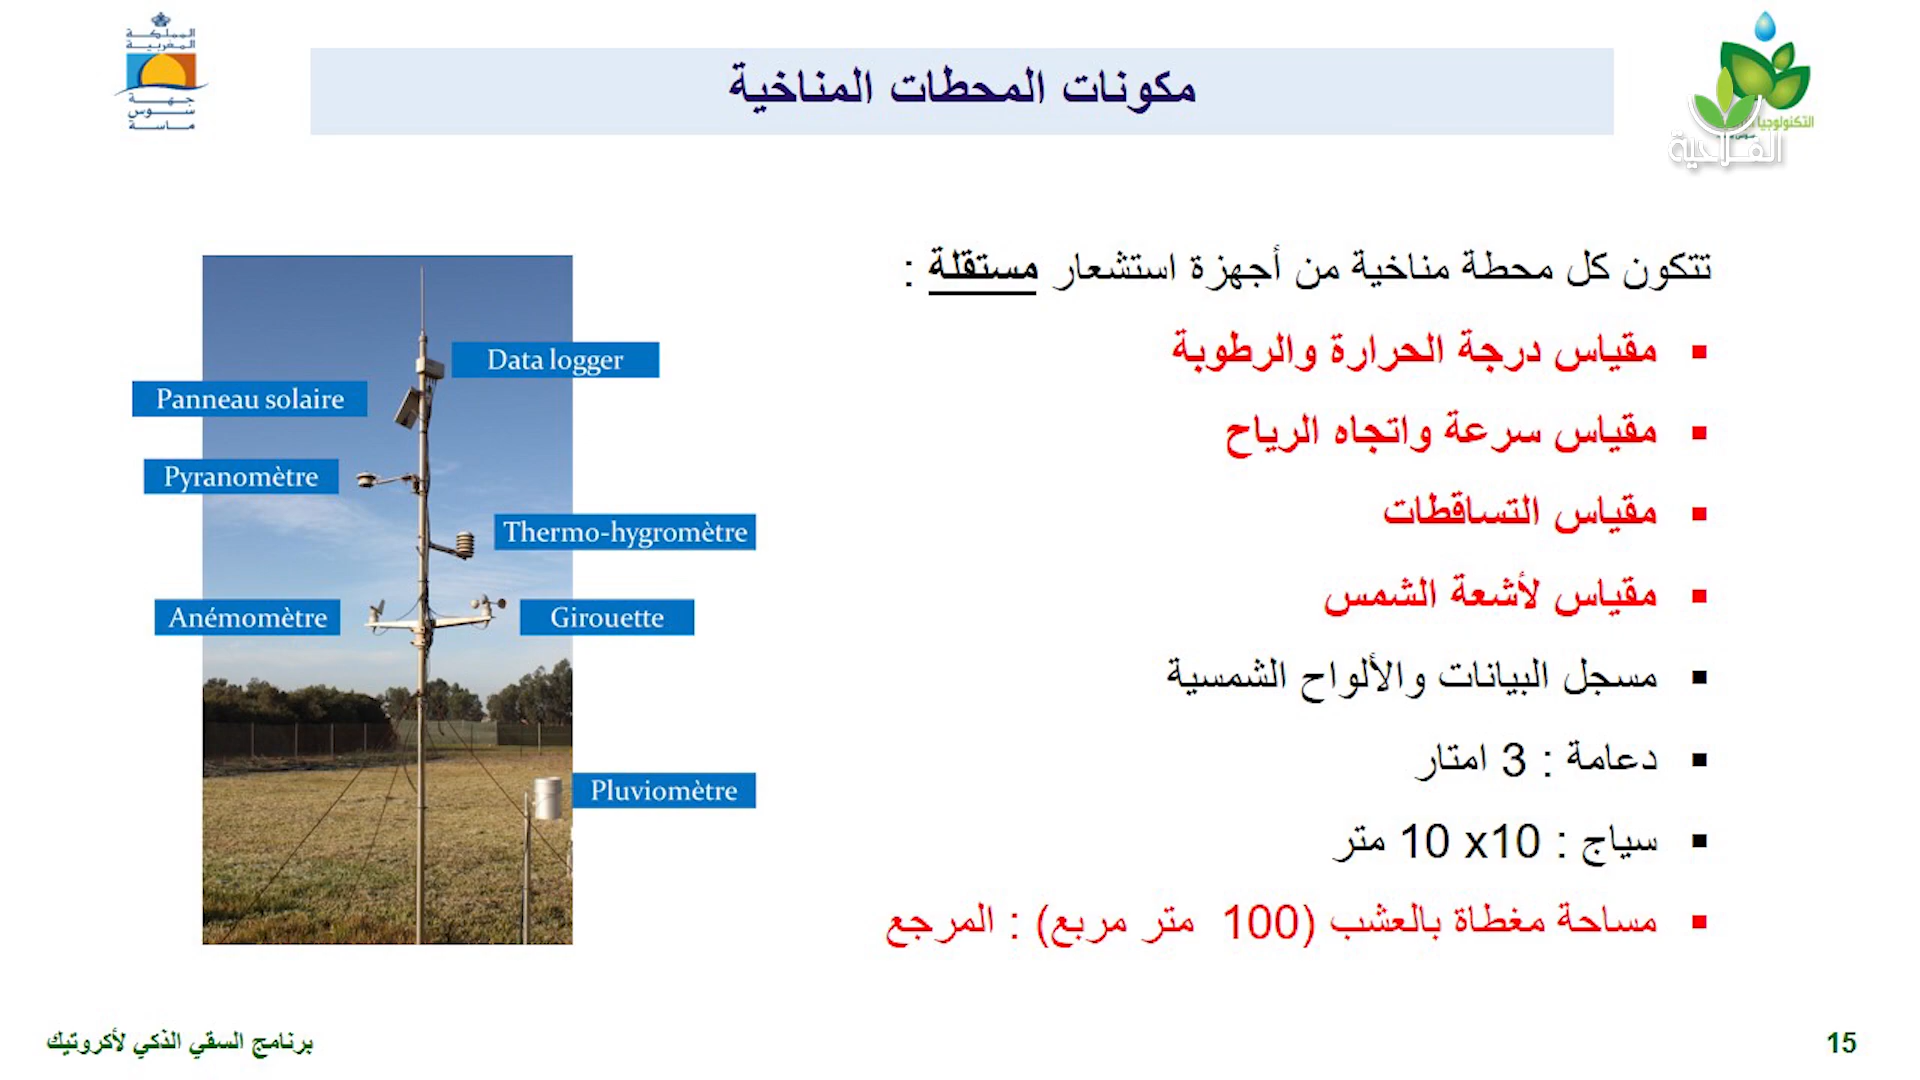 المملكة
المغربية
جهة
سوس
ماسة
مكونات المحطات المناخية
التكنولوجيا
الفلاحية
تتكون كل محطة مناخية من أجهزة استشعار مستقلة :
▪ مقياس درجة الحرارة والرطوبة
▪ مقياس سرعة واتجاه الرياح
▪ مقياس التساقطات
▪ مقياس لأشعة الشمس
▪ مسجل البيانات والألواح الشمسية
▪ دعامة : 3 امتار
▪ سياج : 10 x10 متر
▪ مساحة مغطاة بالعشب (100 متر مربع) : المرجع
Data logger
Panneau solaire
Pyranomètre
Thermo-hygromètre
Anémomètre
Girouette
Pluviomètre
برنامج السقي الذكي لأكروتيك
15